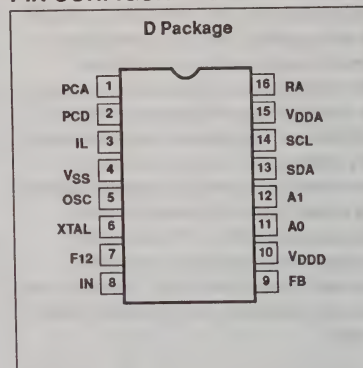 D Package
PCA 1
PCD 2
IL 3
VSS 4
OSC 5
XTAL 6
F12 7
IN 8
16 RA
15 VDDA
14 SCL
13 SDA
12 A1
11 A0
10 VDDD
9 FB